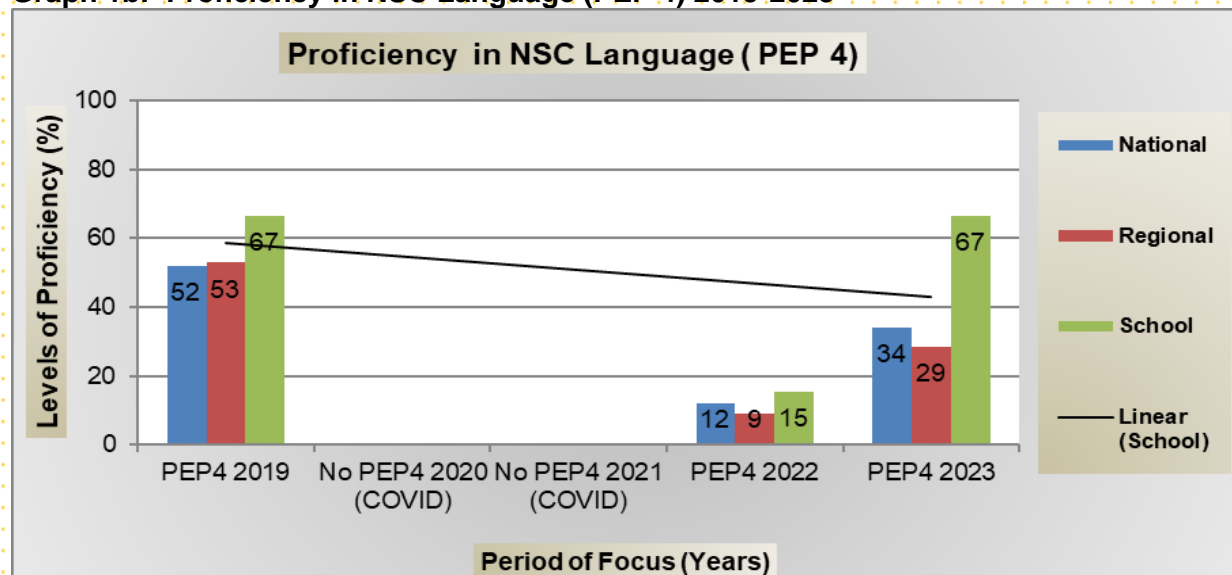 Proficiency in NSC Language ( PEP 4)
Levels of Proficiency (%)
100
80
60
40
20
0
52
53
67
12
9
15
34
29
67
PEP4 2019
No PEP4 2020
(COVID)
No PEP4 2021
(COVID)
PEP4 2022
PEP4 2023
Period of Focus (Years)
National
Regional
School
Linear
(School)